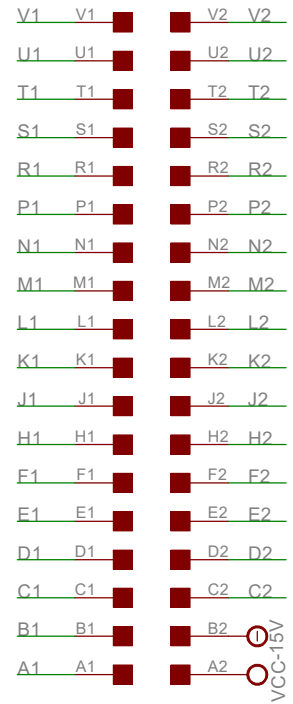 V1 V1 V2 V2
U1 U1 U2 U2
T1 T1 T2 T2
S1 S1 S2 S2
R1 R1 R2 R2
P1 P1 P2 P2
N1 N1 N2 N2
M1 M1 M2 M2
L1 L1 L2 L2
K1 K1 K2 K2
J1 J1 J2 J2
H1 H1 H2 H2
F1 F1 F2 F2
E1 E1 E2 E2
D1 D1 D2 D2
C1 C1 C2 C2
B1 B1 B2
A1 A1 A2
VCC-15V